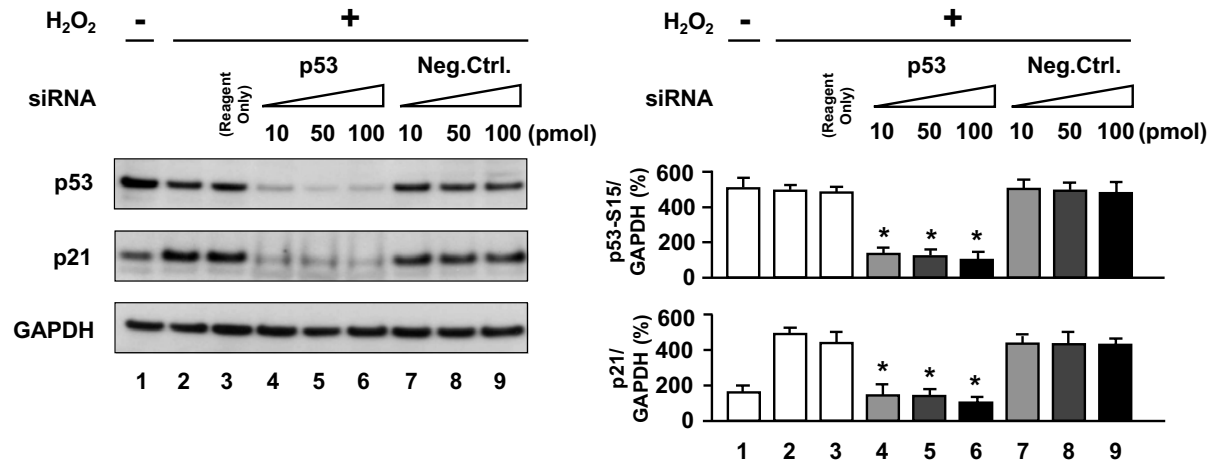 H₂O₂ - +
siRNA (Reagent Only) p53 Neg.Ctrl.
10 50 100 10 50 100 (pmol)
p53
p21
GAPDH
1 2 3 4 5 6 7 8 9
H₂O₂ - +
siRNA (Reagent Only) p53 Neg.Ctrl.
10 50 100 10 50 100 (pmol)
p53-S15/
GAPDH (%)
600
400
200
0
* * *
p21/
GAPDH (%)
600
400
200
0
* * *
1 2 3 4 5 6 7 8 9